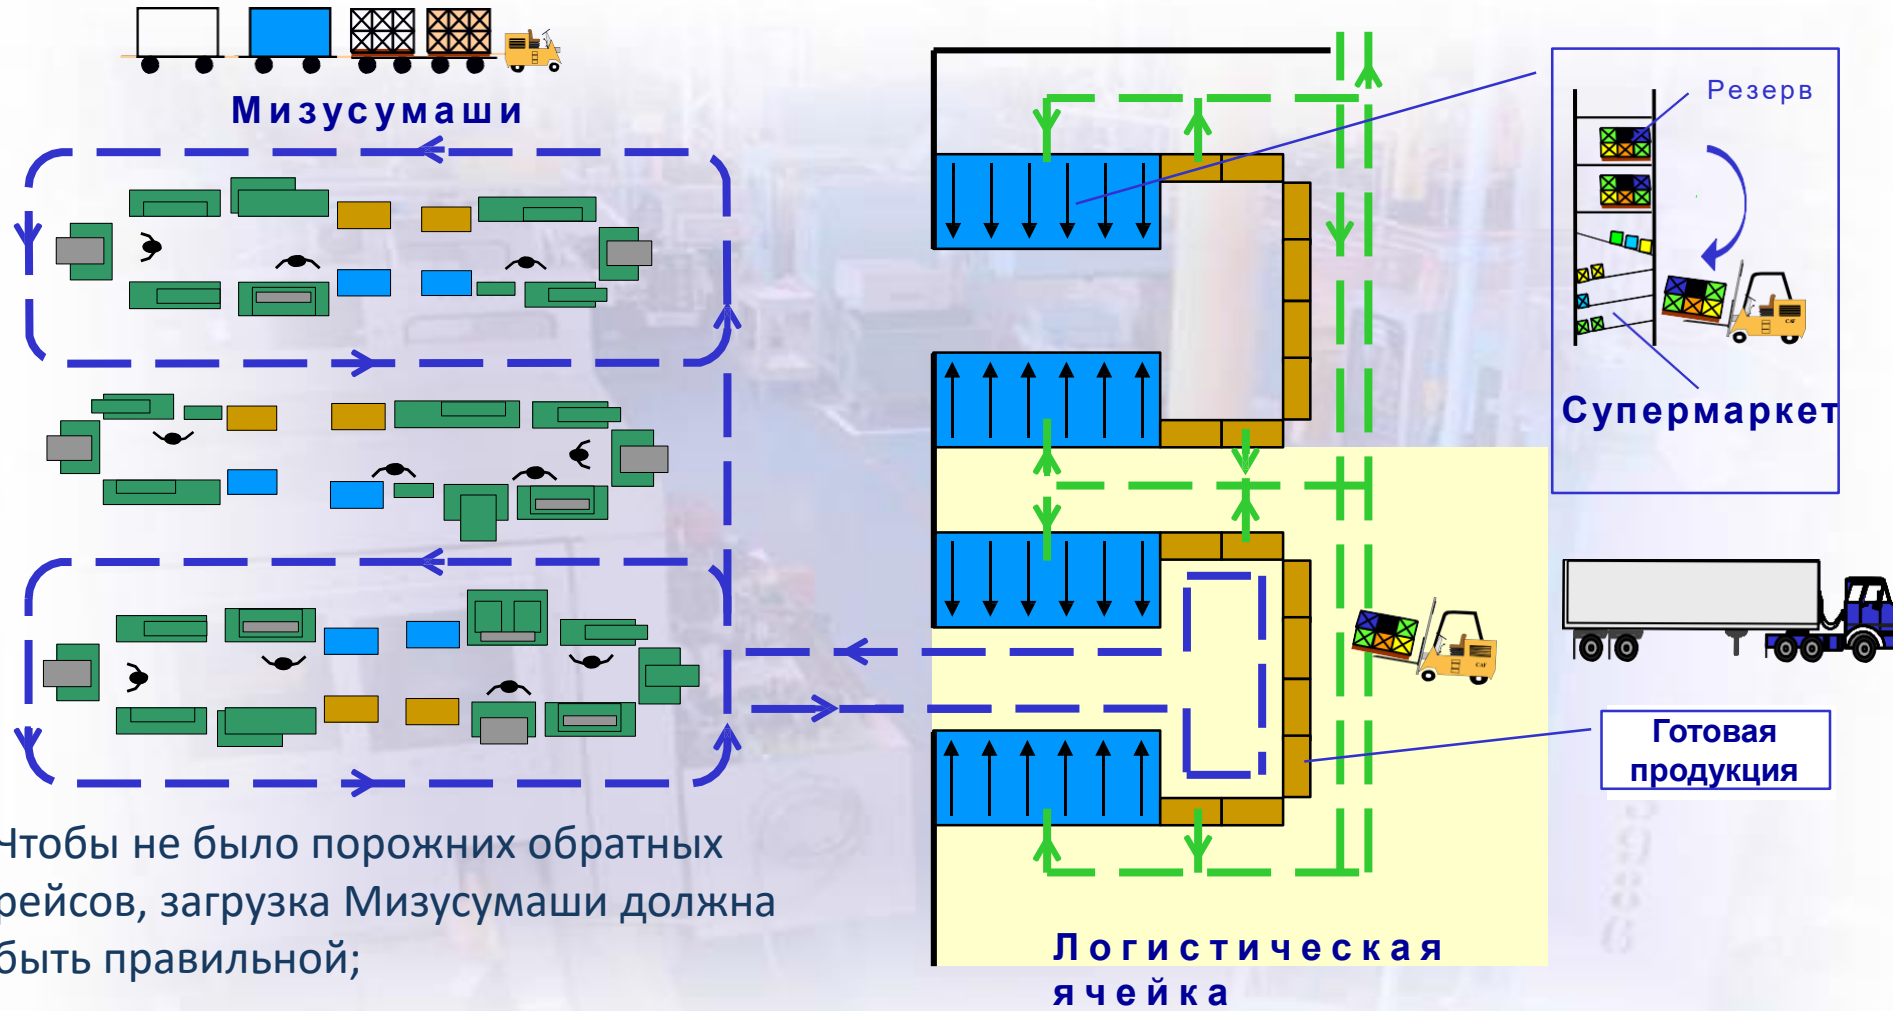 Мизусумаши
Резерв
Супермаркет
Готовая
продукция
Чтобы не было порожних обратных
рейсов, загрузка Мизусумаши должна
быть правильной;
Логистическая
ячейка